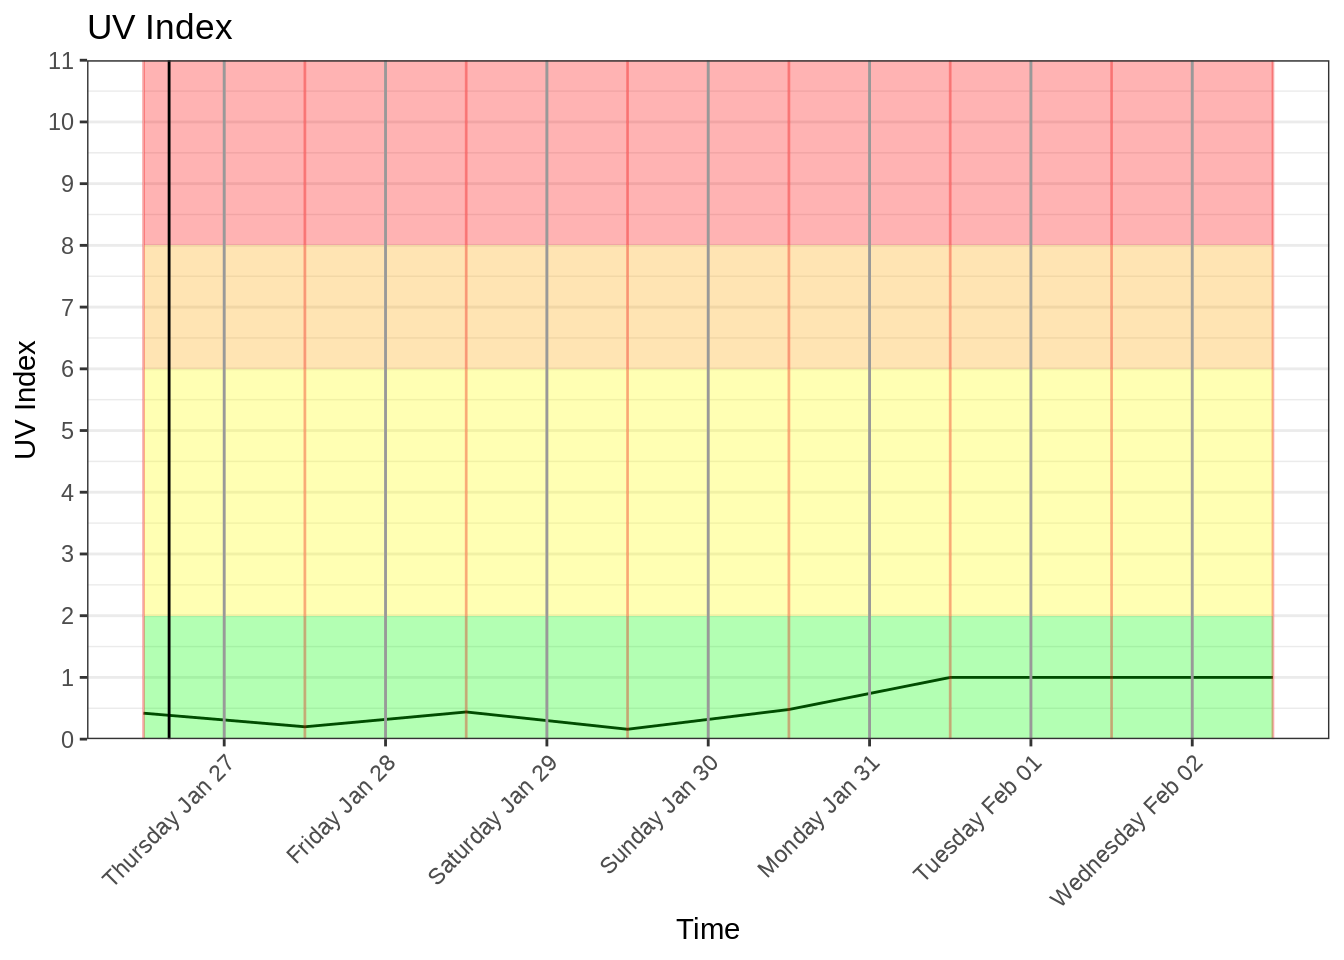 UV Index
11
10
9
8
7
6
5
4
3
2
1
0
UV Index
Thursday Jan 27
Friday Jan 28
Saturday Jan 29
Sunday Jan 30
Monday Jan 31
Tuesday Feb 01
Wednesday Feb 02
Time